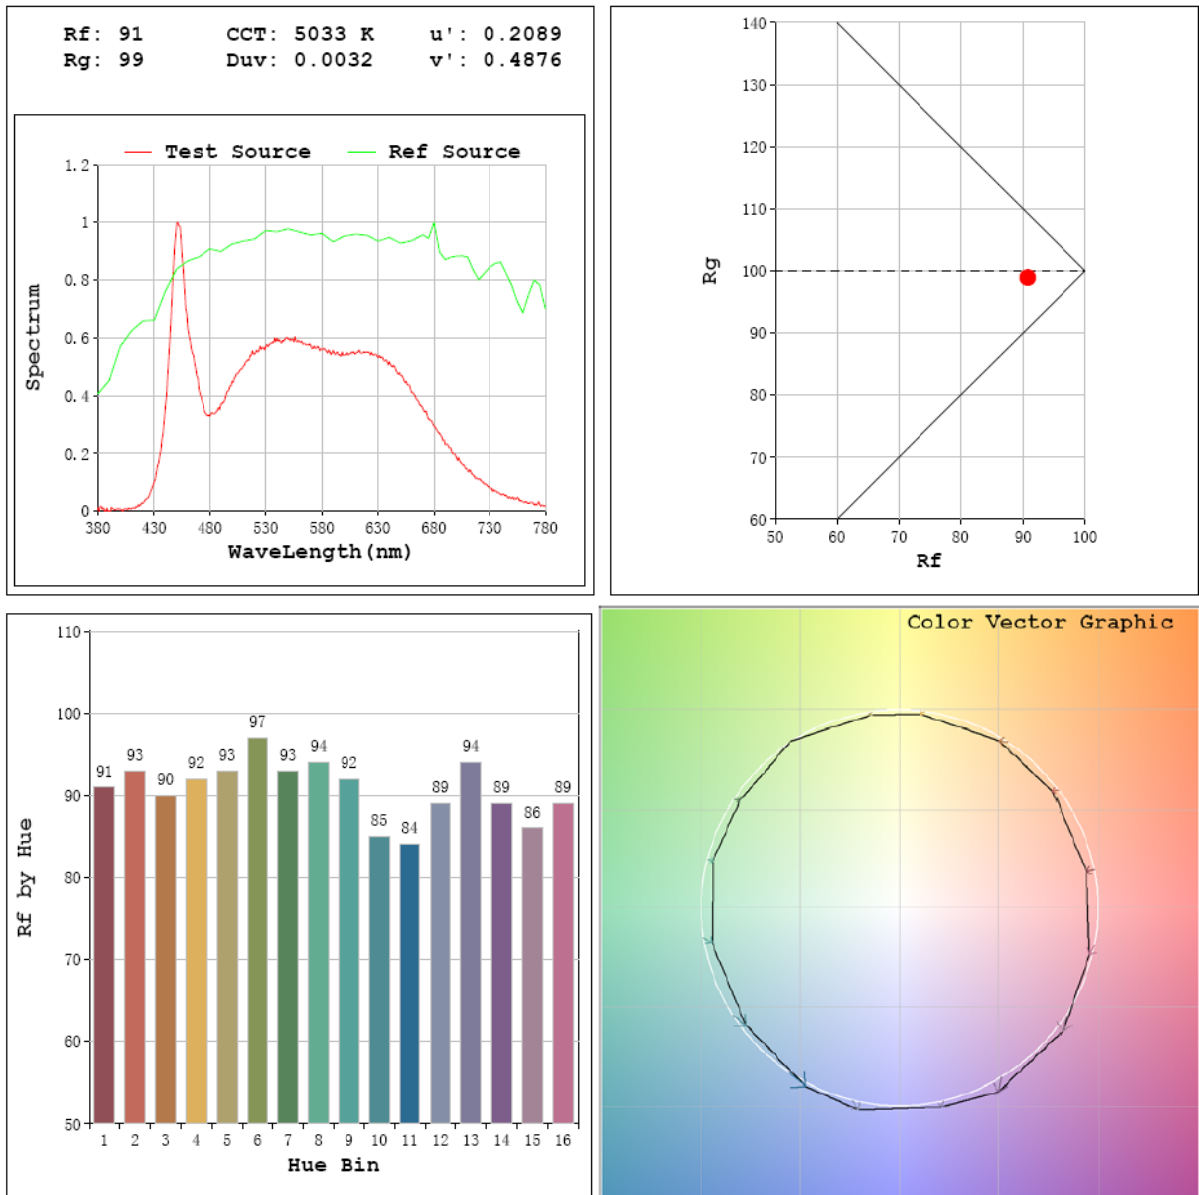 Rf: 91 CCT: 5033 K u': 0.2089
Rg: 99 Duv: 0.0032 v': 0.4876
Test Source Ref Source
1.2
1
0.8
0.6
0.4
0.2
0
Spectrum
380 430 480 530 580 630 680 730 780
WaveLength(nm)
140
130
120
110
100
90
80
70
60
Rg
50 60 70 80 90 100
Rf
110
100
90
80
70
60
50
Rf by Hue
91 93 90 92 93 97 93 94 92 85 84 89 94 89 86 89
1 2 3 4 5 6 7 8 9 10 11 12 13 14 15 16
Hue Bin
Color Vector Graphic